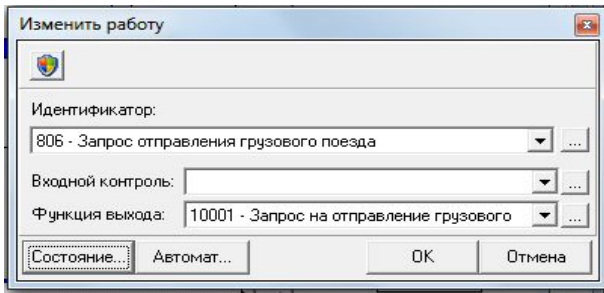 Изменить работу
Идентификатор:
806 - Запрос отправления грузового поезда
...
Входной контроль:
...
Функция выхода:
10001 - Запрос на отправление грузового
...
Состояние...
Автомат...
OK
Отмена